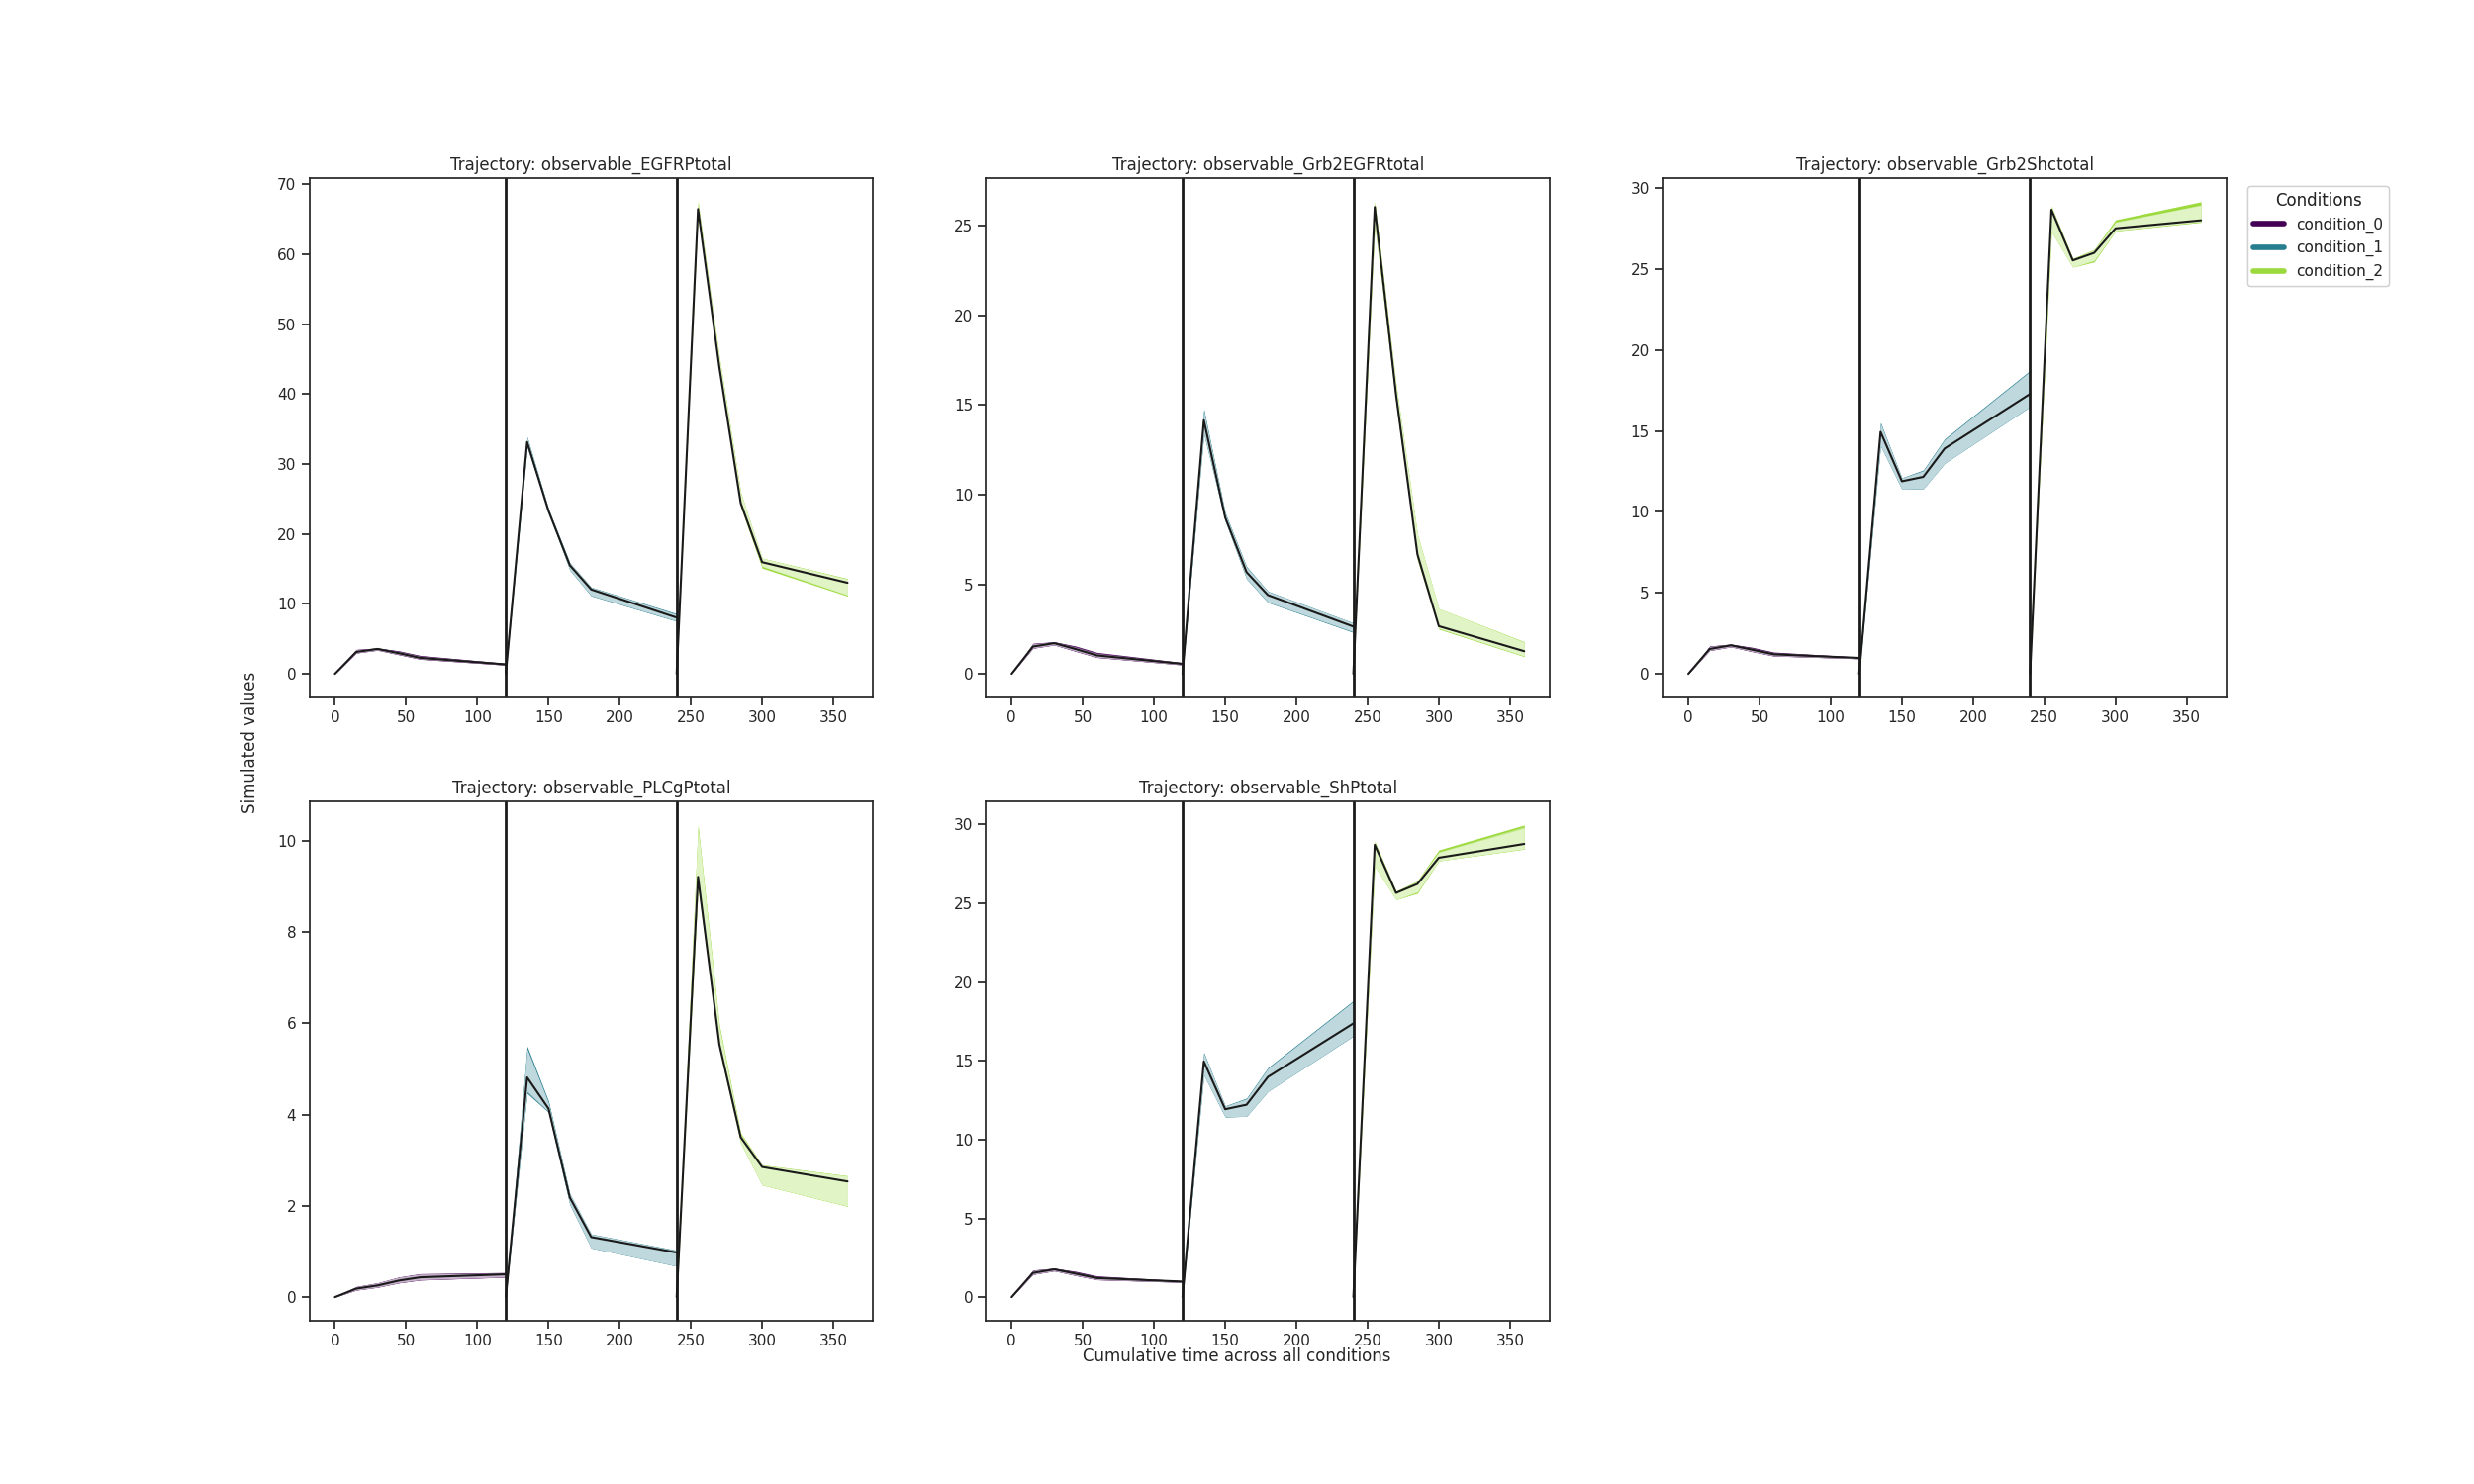 Trajectory: observable_EGFRPtotal
70
60
50
40
30
20
10
0
0 50 100 150 200 250 300 350
Trajectory: observable_Grb2EGFRtotal
25
20
15
10
5
0
0 50 100 150 200 250 300 350
Trajectory: observable_Grb2Shctotal
30
25
20
15
10
5
0
0 50 100 150 200 250 300 350
Conditions
condition_0
condition_1
condition_2
Simulated values
Trajectory: observable_PLCgPtotal
10
8
6
4
2
0
0 50 100 150 200 250 300 350
Trajectory: observable_ShPtotal
30
25
20
15
10
5
0
0 50 100 150 200 250 300 350
Cumulative time across all conditions